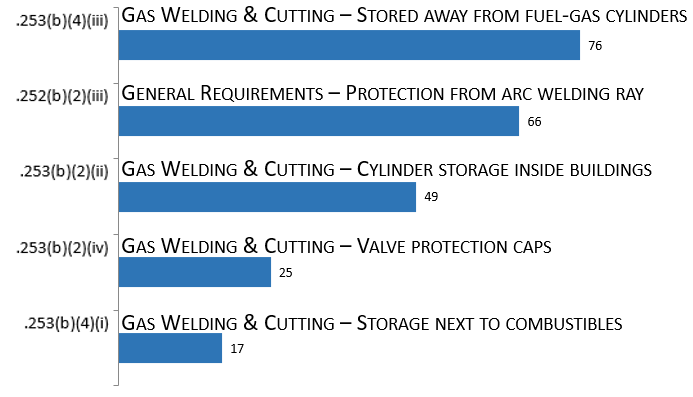 .253(b)(4)(iii) GAS WELDING & CUTTING – STORED AWAY FROM FUEL-GAS CYLINDERS
76
.252(b)(2)(iii) GENERAL REQUIREMENTS – PROTECTION FROM ARC WELDING RAY
66
.253(b)(2)(ii) GAS WELDING & CUTTING – CYLINDER STORAGE INSIDE BUILDINGS
49
.253(b)(2)(iv) GAS WELDING & CUTTING – VALVE PROTECTION CAPS
25
.253(b)(4)(i) GAS WELDING & CUTTING – STORAGE NEXT TO COMBUSTIBLES
17